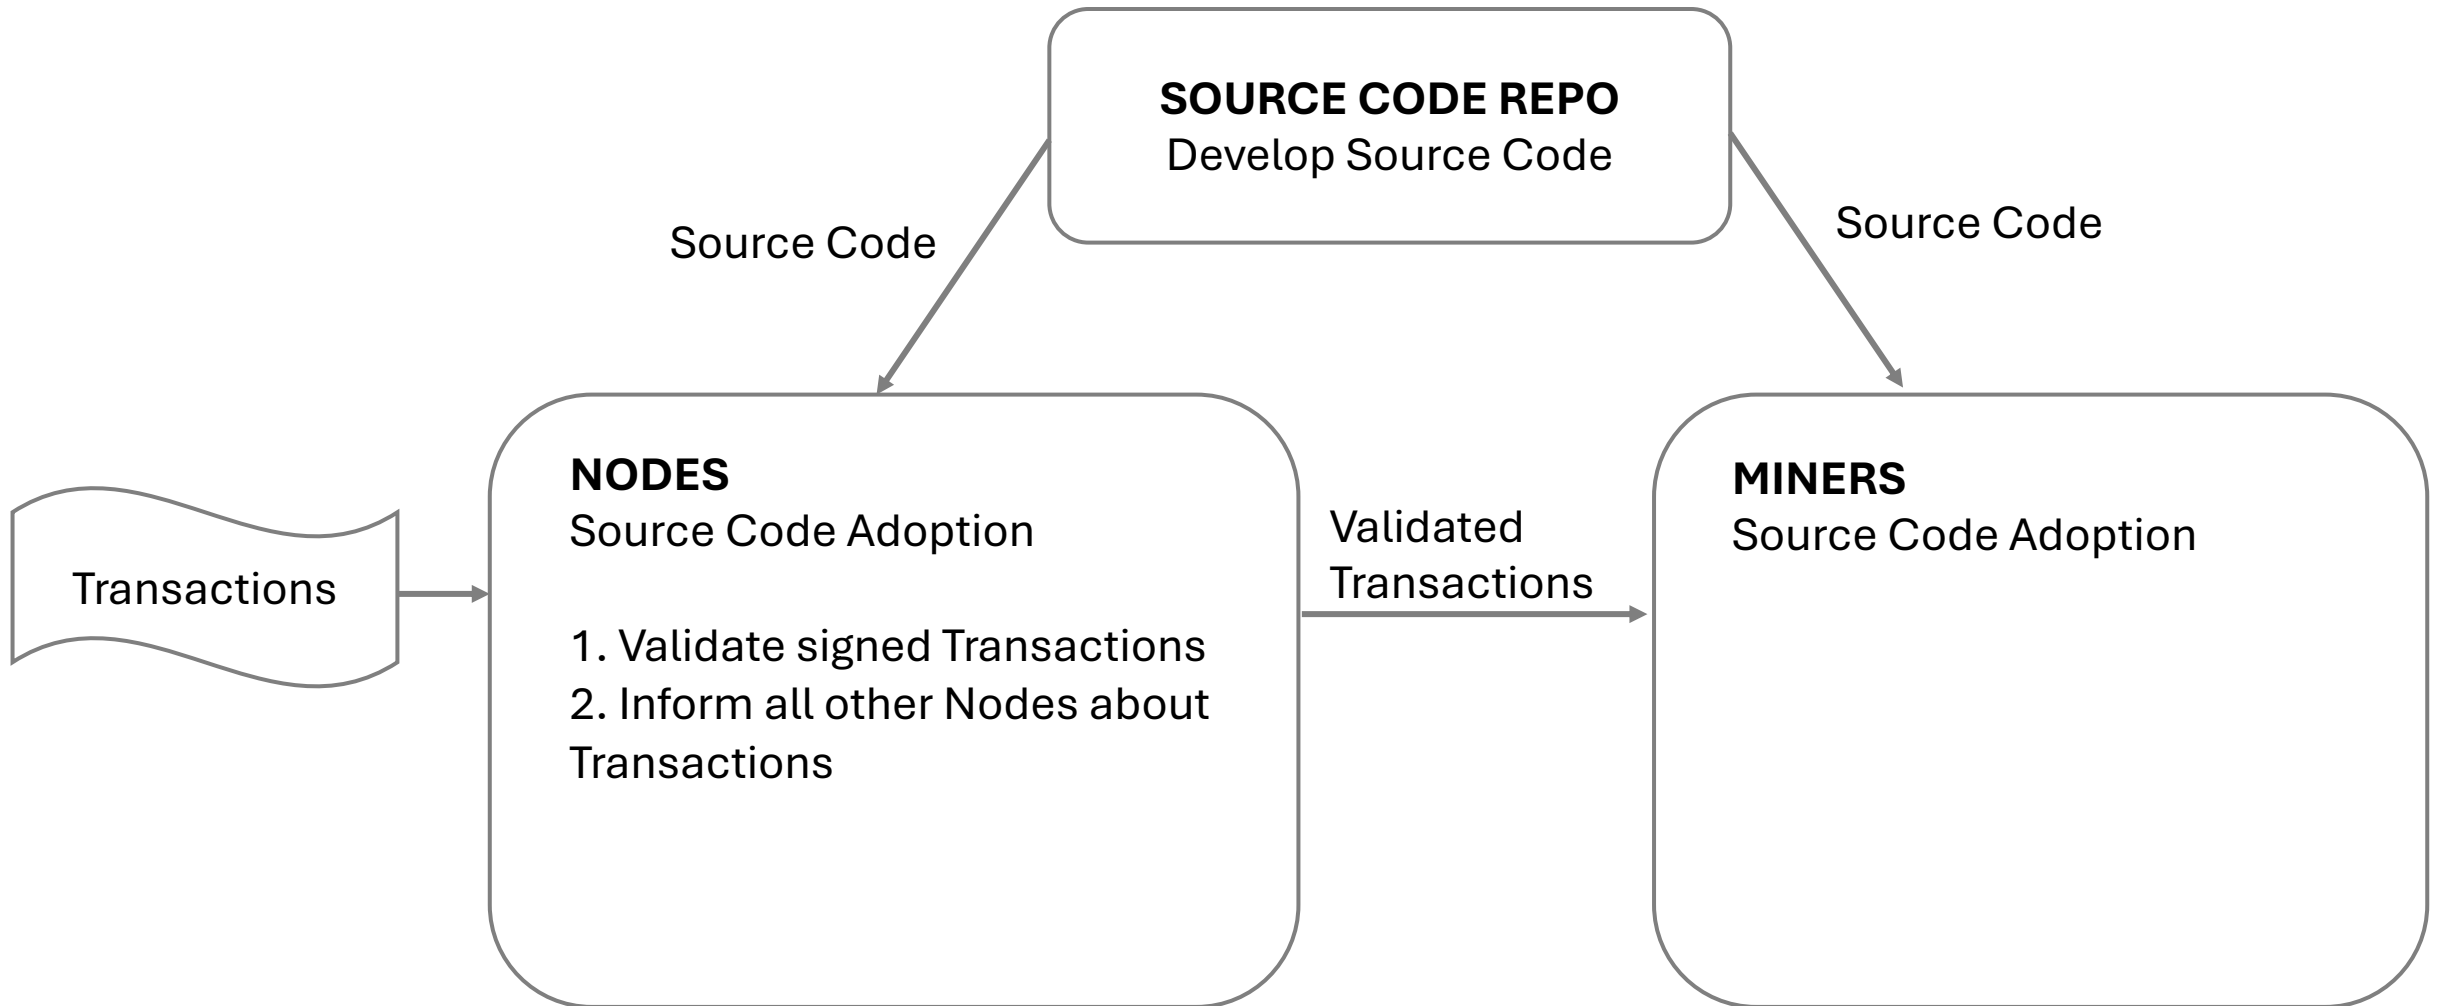 SOURCE CODE REPO
Develop Source Code
Source Code
Source Code
NODES
Source Code Adoption
1. Validate signed Transactions
2. Inform all other Nodes about
Transactions
Transactions
Validated
Transactions
MINERS
Source Code Adoption